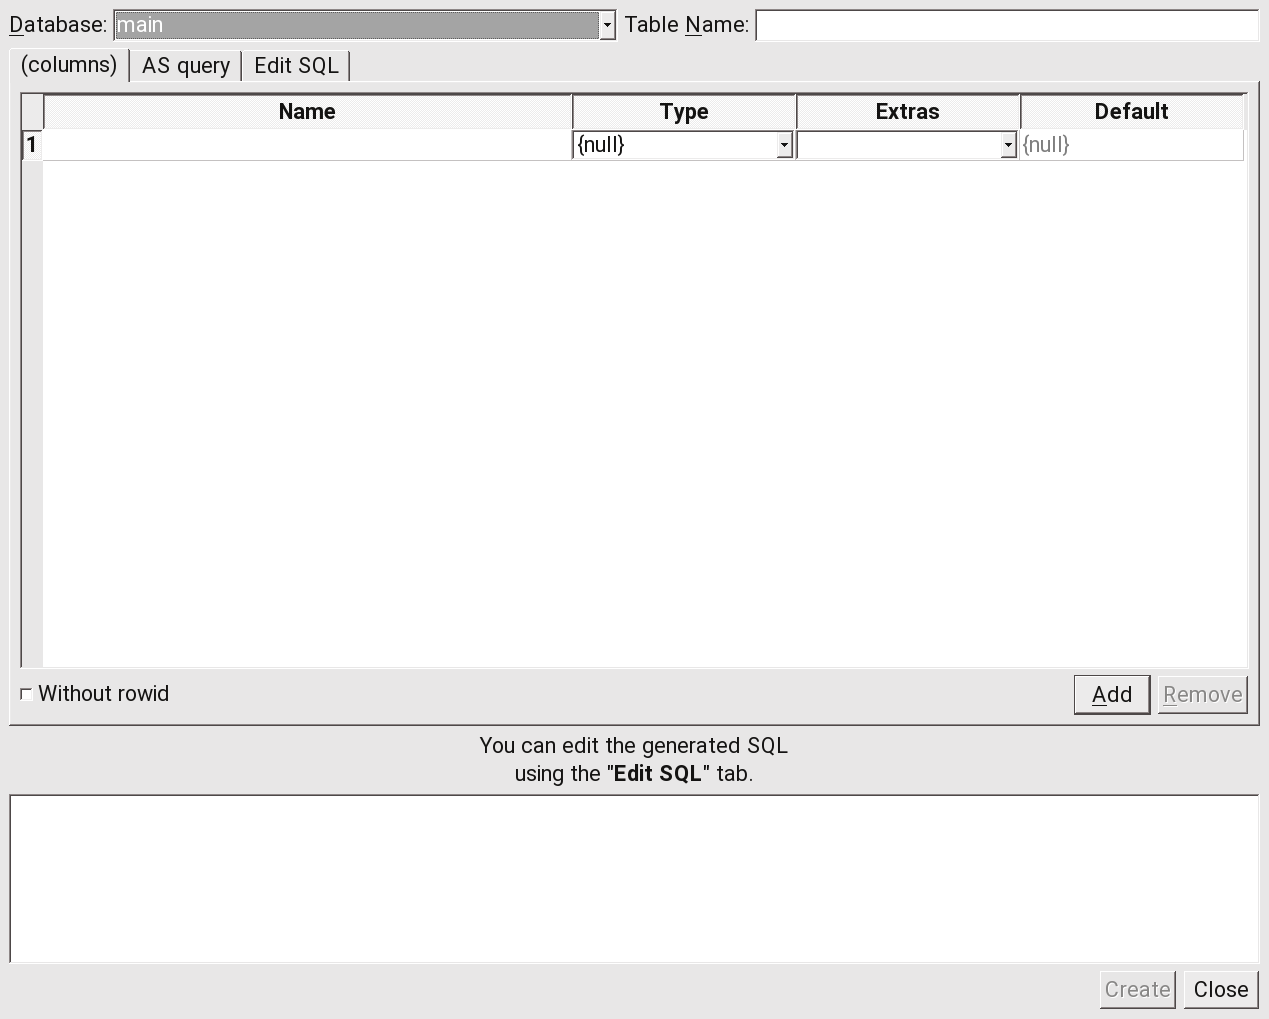 Database: main Table Name:
(columns) AS query Edit SQL
Name Type Extras Default
1 {null} {null}
Without rowid Add Remove
You can edit the generated SQL
using the "Edit SQL" tab.
Create Close